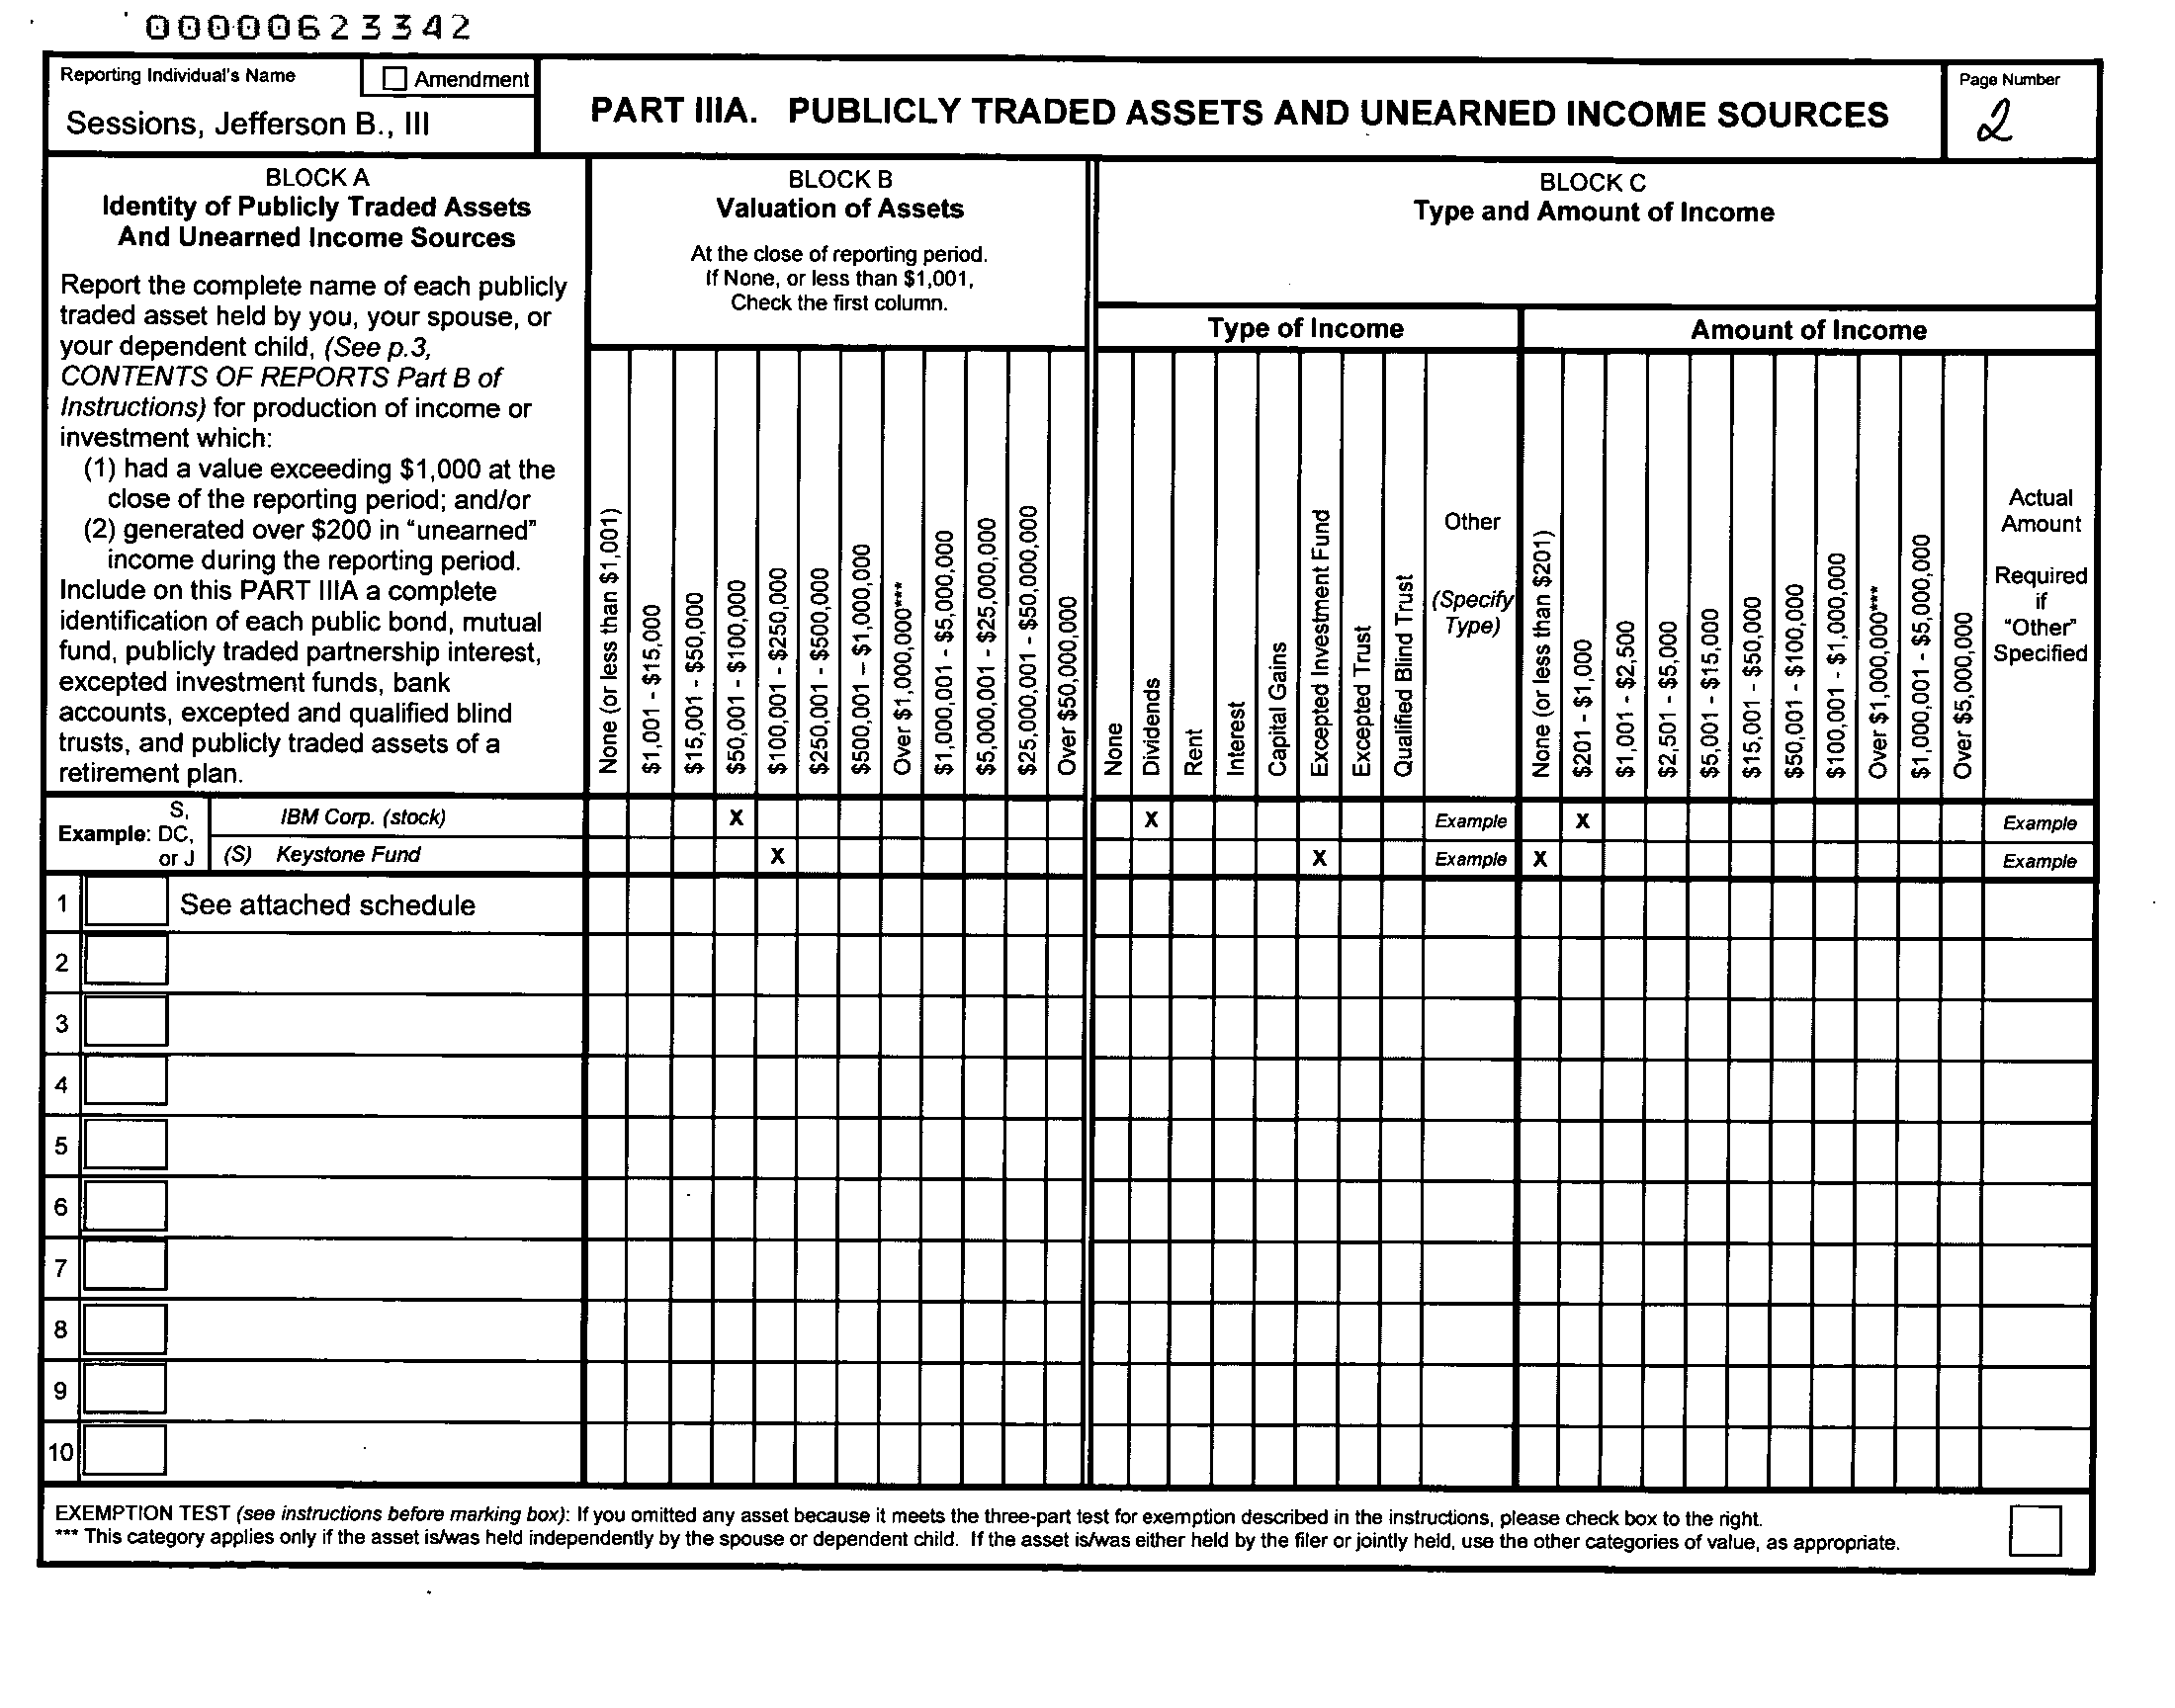 00000623342
Reporting Individual's Name
Amendment
Sessions, Jefferson B., III
PART IIIA. PUBLICLY TRADED ASSETS AND UNEARNED INCOME SOURCES
Page Number
2
BLOCK A
Identity of Publicly Traded Assets
And Unearned Income Sources
Report the complete name of each publicly
traded asset held by you, your spouse, or
your dependent child, (See p.3,
CONTENTS OF REPORTS Part B of
Instructions) for production of income or
investment which:
(1) had a value exceeding $1,000 at the
close of the reporting period; and/or
(2) generated over $200 in "unearned"
income during the reporting period.
Include on this PART IIIA a complete
identification of each public bond, mutual
fund, publicly traded partnership interest,
excepted investment funds, bank
accounts, excepted and qualified blind
trusts, and publicly traded assets of a
retirement plan.
BLOCK B
Valuation of Assets
At the close of reporting period.
If None, or less than $1,001,
Check the first column.
None (or less than $1,001)
$1,001 - $15,000
$15,001 - $50,000
$50,001 - $100,000
$100,001 - $250,000
$250,001 - $500,000
$500,001 – $1,000,000
Over $1,000,000***
$1,000,001 - $5,000,000
$5,000,001 - $25,000,000
$25,000,001 - $50,000,000
Over $50,000,000
BLOCK C
Type and Amount of Income
Type of Income
None
Dividends
Rent
Interest
Capital Gains
Excepted Investment Fund
Excepted Trust
Qualified Blind Trust
Other
(Specify
Type)
Amount of Income
None (or less than $201)
$201 - $1,000
$1,001 - $2,500
$2,501 - $5,000
$5,001 - $15,000
$15,001 - $50,000
$50,001 - $100,000
$100,001 - $1,000,000
Over $1,000,000***
$1,000,001 - $5,000,000
Over $5,000,000
Actual
Amount
Required
if
"Other"
Specified
Example: S, DC, or J
IBM Corp. (stock) X X Example X Example
(S) Keystone Fund X X Example X Example
1 See attached schedule
2
3
4
5
6
7
8
9
10
EXEMPTION TEST (see instructions before marking box): If you omitted any asset because it meets the three-part test for exemption described in the instructions, please check box to the right.
*** This category applies only if the asset is/was held independently by the spouse or dependent child. If the asset is/was either held by the filer or jointly held, use the other categories of value, as appropriate.